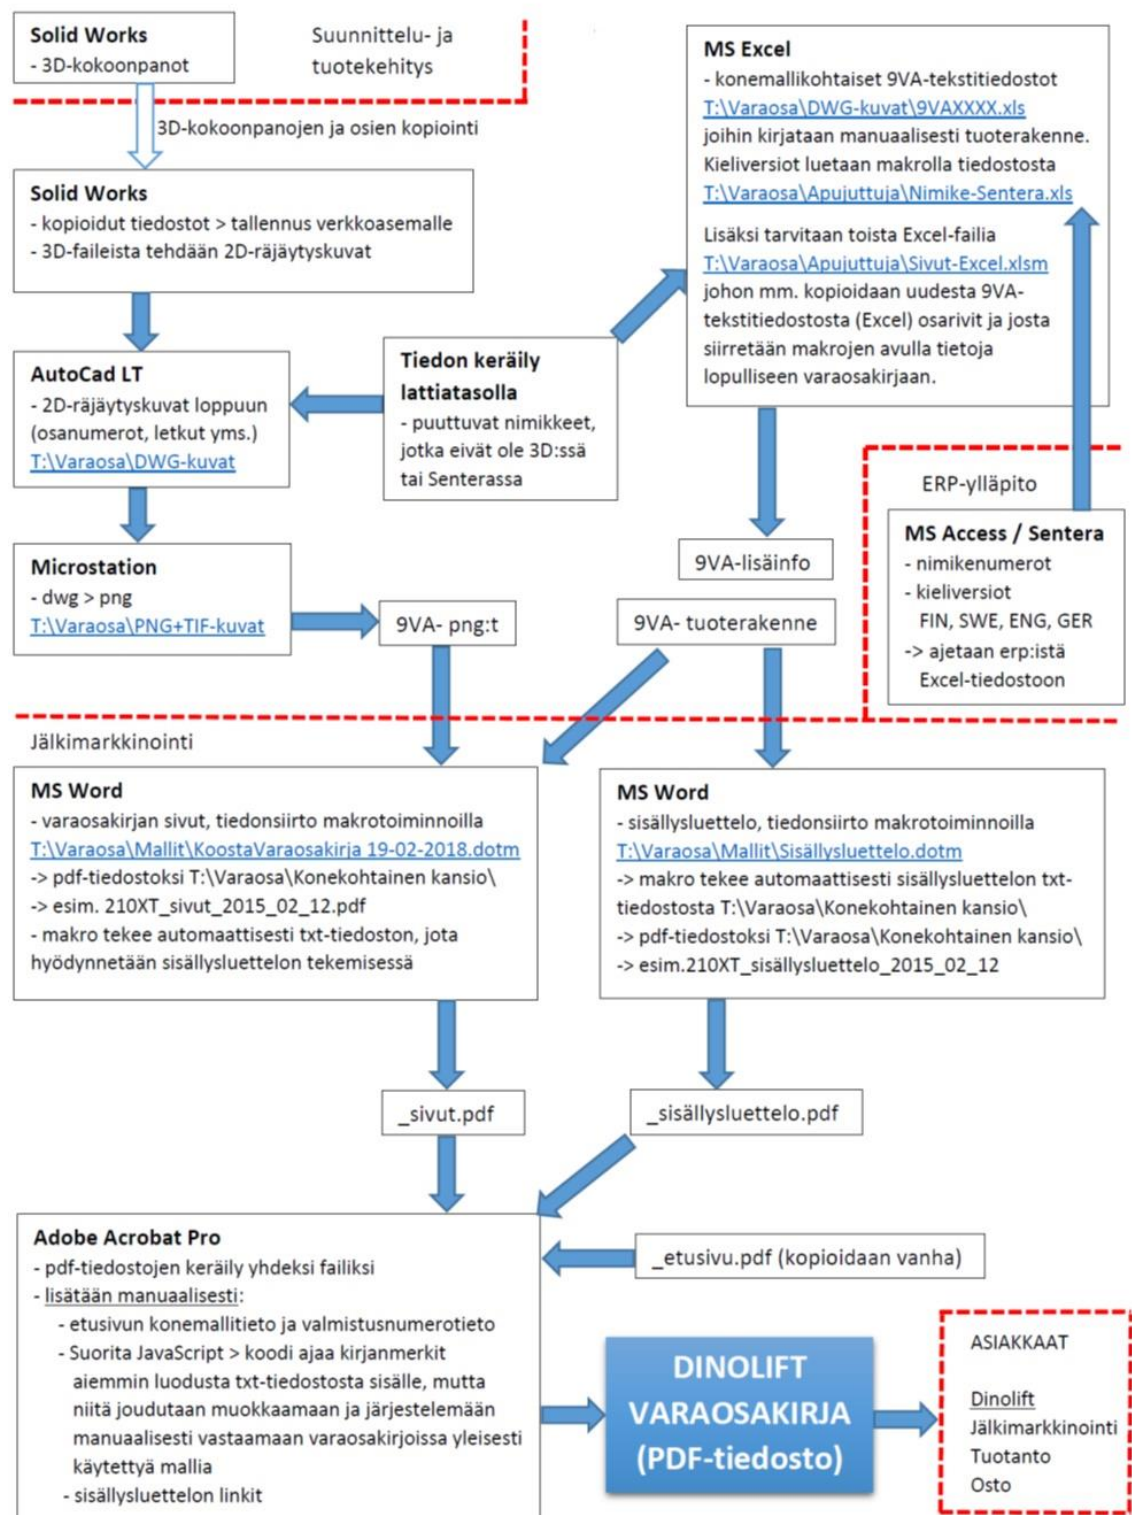 Solid Works
- 3D-kokoonpanot
Suunnittelu- ja
tuotekehitys
3D-kokoonpanojen ja osien kopiointi
Solid Works
- kopioidut tiedostot > tallennus verkkoasemalle
- 3D-faileista tehdään 2D-räjäytyskuvat
MS Excel
- konemallikohtaiset 9VA-tekstitiedostot
T:\Varaosa\DWG-kuvat\9VAXXXX.xls
joihin kirjataan manuaalisesti tuoterakenne.
Kieliversiot luetaan makrolla tiedostosta
T:\Varaosa\Apujuttuja\Nimike-Sentera.xls
Lisäksi tarvitaan toista Excel-failia
T:\Varaosa\Apujuttuja\Sivut-Excel.xlsm
johon mm. kopioidaan uudesta 9VA-
tekstitiedostosta (Excel) osarivit ja josta
siirretään makrojen avulla tietoja
lopulliseen varaosakirjaan.
AutoCad LT
- 2D-räjäytyskuvat loppuun
(osanumerot, letkut yms.)
T:\Varaosa\DWG-kuvat
Tiedon keräily
lattiatasolla
- puuttuvat nimikkeet,
jotka eivät ole 3D:ssä
tai Senterassa
ERP-ylläpito
MS Access / Sentera
- nimikenumerot
- kieliversiot
FIN, SWE, ENG, GER
-> ajetaan erp:istä
Excel-tiedostoon
Microstation
- dwg > png
T:\Varaosa\PNG+TIF-kuvat
9VA- png:t
9VA-lisäinfo
9VA- tuoterakenne
Jälkimarkkinointi
MS Word
- varaosakirjan sivut, tiedonsiirto makrotoiminnoilla
T:\Varaosa\Mallit\KoostaVaraosakirja 19-02-2018.dotm
-> pdf-tiedostoksi T:\Varaosa\Konekohtainen kansio\
-> esim. 210XT_sivut_2015_02_12.pdf
- makro tekee automaattisesti txt-tiedoston, jota
hyödynnetään sisällysluettelon tekemisessä
MS Word
- sisällysluettelo, tiedonsiirto makrotoiminnoilla
T:\Varaosa\Mallit\Sisällysluettelo.dotm
-> makro tekee automaattisesti sisällysluettelon txt-
tiedostosta T:\Varaosa\Konekohtainen kansio\
-> pdf-tiedostoksi T:\Varaosa\Konekohtainen kansio\
-> esim.210XT_sisällysluettelo_2015_02_12
_sivut.pdf
_sisällysluettelo.pdf
Adobe Acrobat Pro
- pdf-tiedostojen keräily yhdeksi failiksi
- lisätään manuaalisesti:
- etusivun konemallitieto ja valmistusnumerotieto
- Suorita JavaScript > koodi ajaa kirjanmerkit
aiemmin luodusta txt-tiedostosta sisälle, mutta
niitä joudutaan muokkaamaan ja järjestelemään
manuaalisesti vastaamaan varaosakirjoissa yleisesti
käytettyä mallia
- sisällysluettelon linkit
_etusivu.pdf (kopioidaan vanha)
DINOLIFT
VARAOSAKIRJA
(PDF-tiedosto)
ASIAKKAAT
Dinolift
Jälkimarkkinointi
Tuotanto
Osto